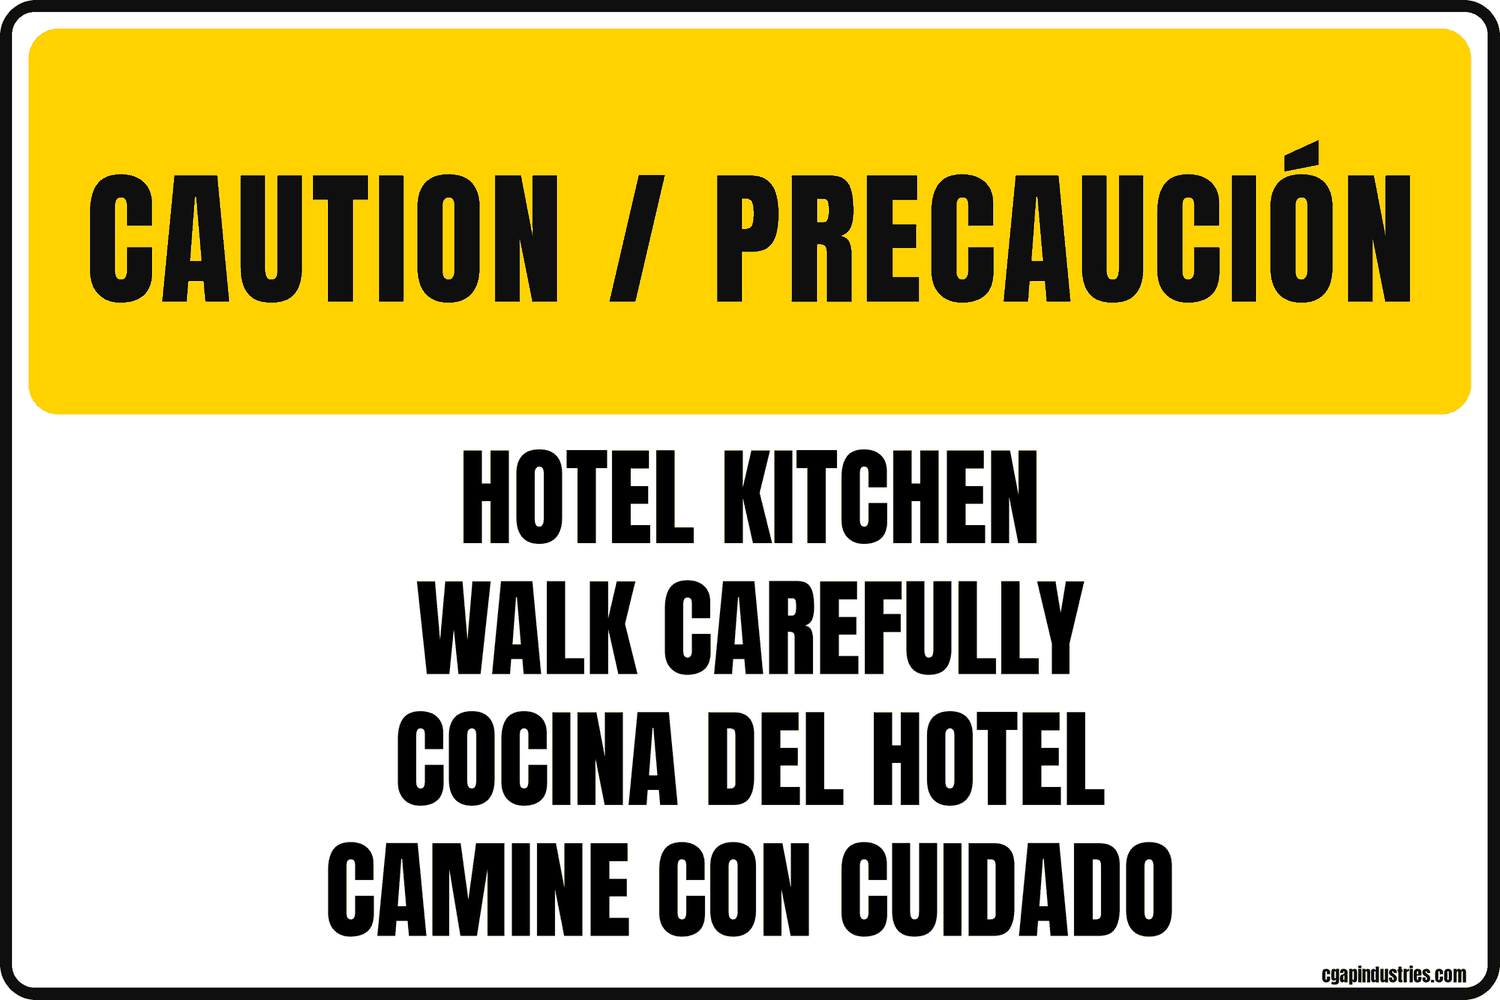 CAUTION / PRECAUCIÓN
HOTEL KITCHEN
WALK CAREFULLY
COCINA DEL HOTEL
CAMINE CON CUIDADO
cgapindustries.com